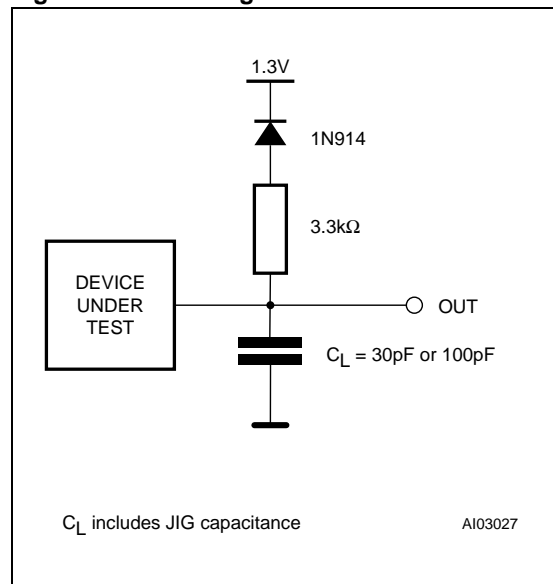 1.3V
1N914
3.3kΩ
DEVICE
UNDER
TEST
OUT
CL = 30pF or 100pF
CL includes JIG capacitance
AI03027